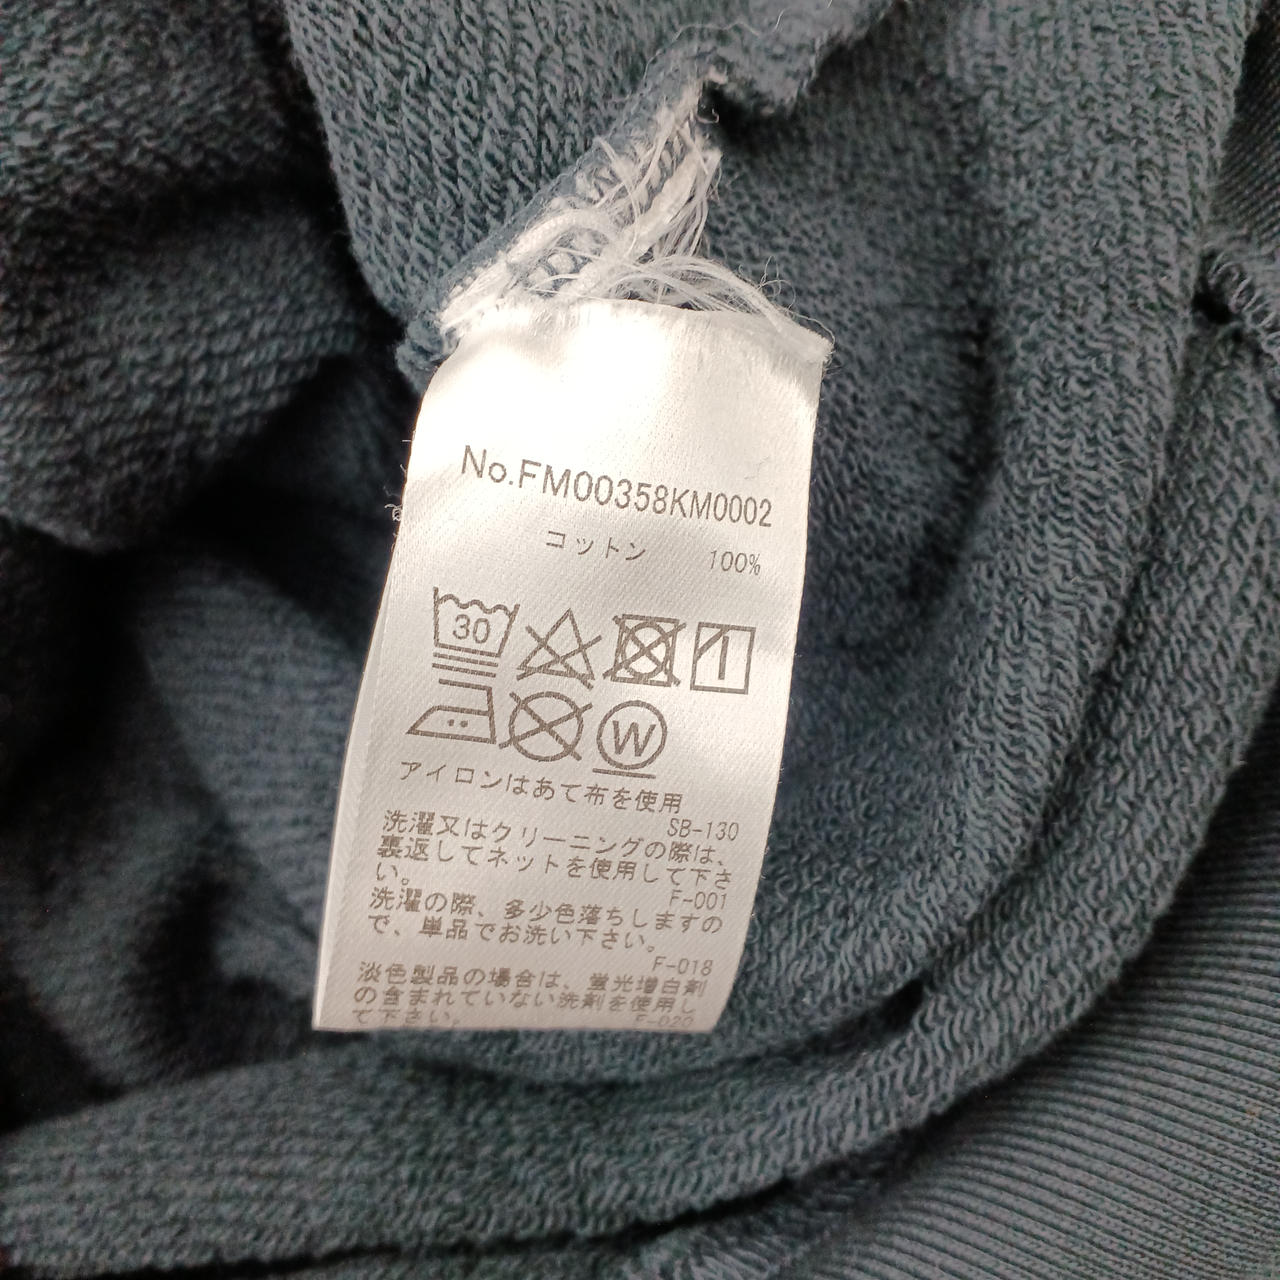 No.FM00358KM0002
コットン 100%
30
W
アイロンはあて布を使用
SB-130
洗濯又はクリーニングの際は、
裏返してネットを使用して下さ
い。
F-001
洗濯の際、多少色落ちしますの
で、単品でお洗い下さい。
F-018
淡色製品の場合は、蛍光増白剤
の含まれていない洗剤を使用し
て下さい。
F-020